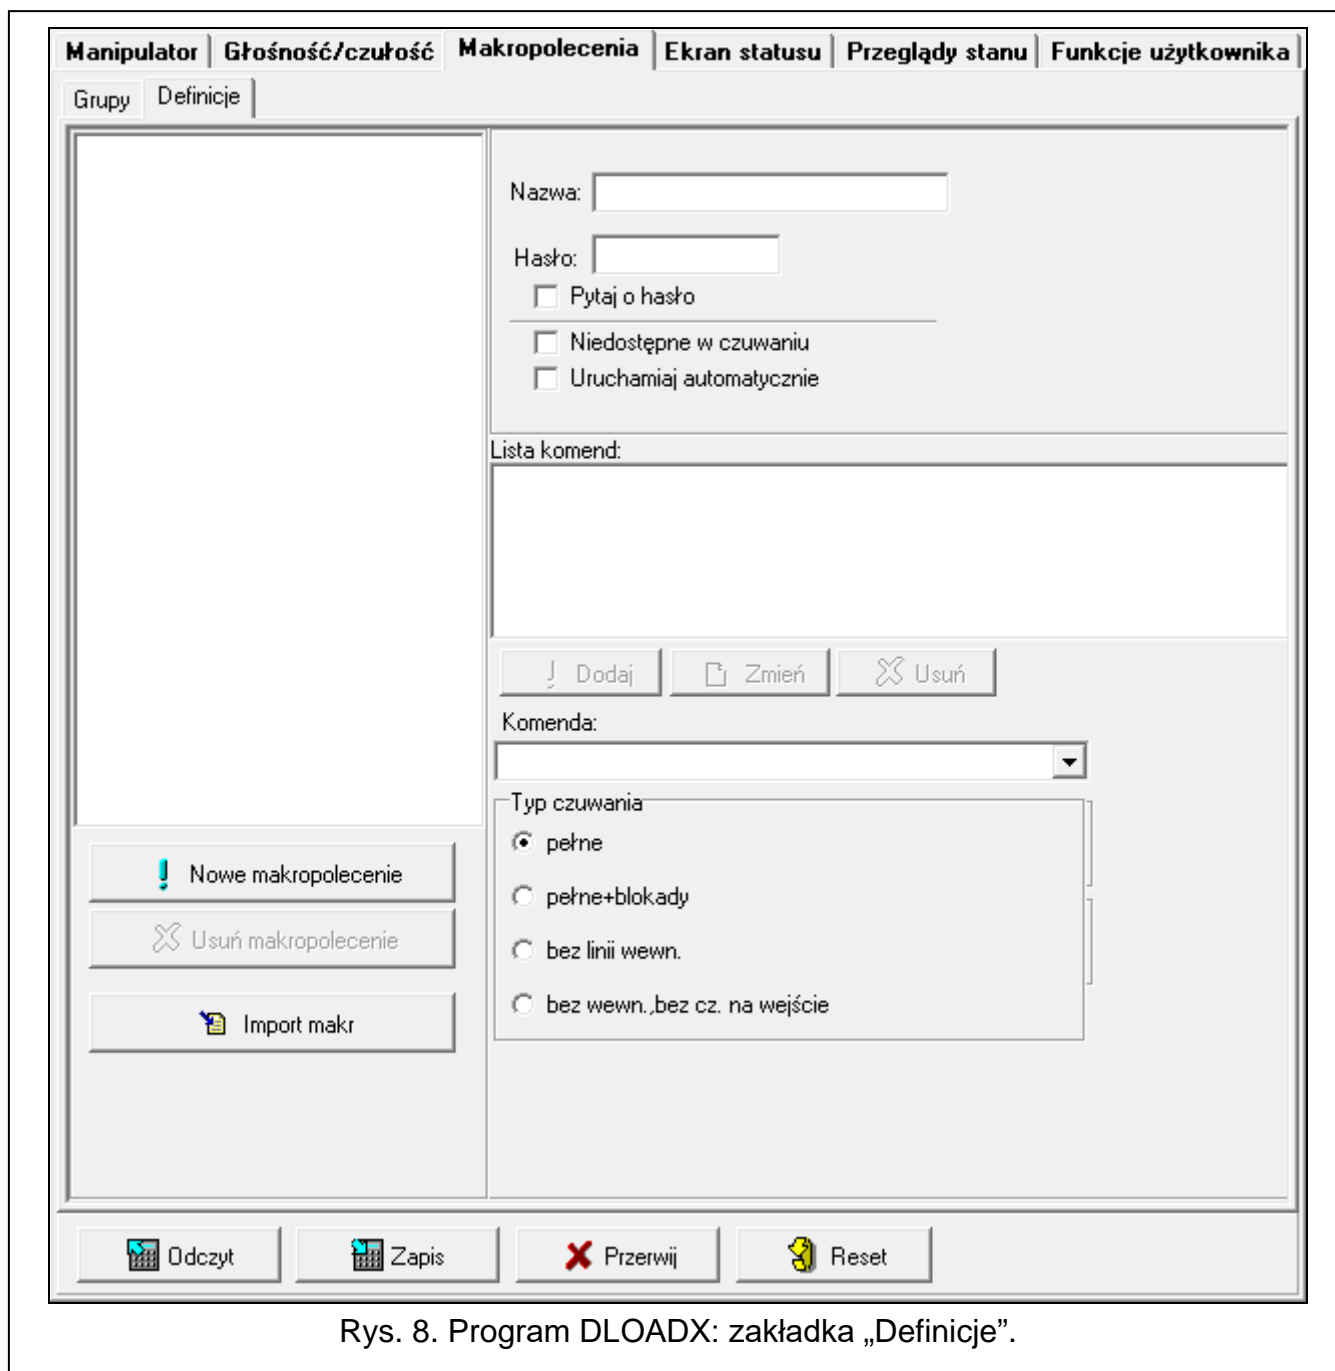 Manipulator Głośność/czułość Makropolecenia Ekran statusu Przeglądy stanu Funkcje użytkownika
Grupy Definicje
Nazwa:
Hasło:
Pytaj o hasło
Niedostępne w czuwaniu
Uruchamiaj automatycznie
Lista komend:
Dodaj Zmień Usuń
Komenda:
Typ czuwania
pełne
pełne+blokady
bez linii wewn.
bez wewn.,bez cz. na wejście
Nowe makropolecenie
Usuń makropolecenie
Import makr
Odczyt Zapis Przerwij Reset
Rys. 8. Program DLOADX: zakładka „Definicje”.